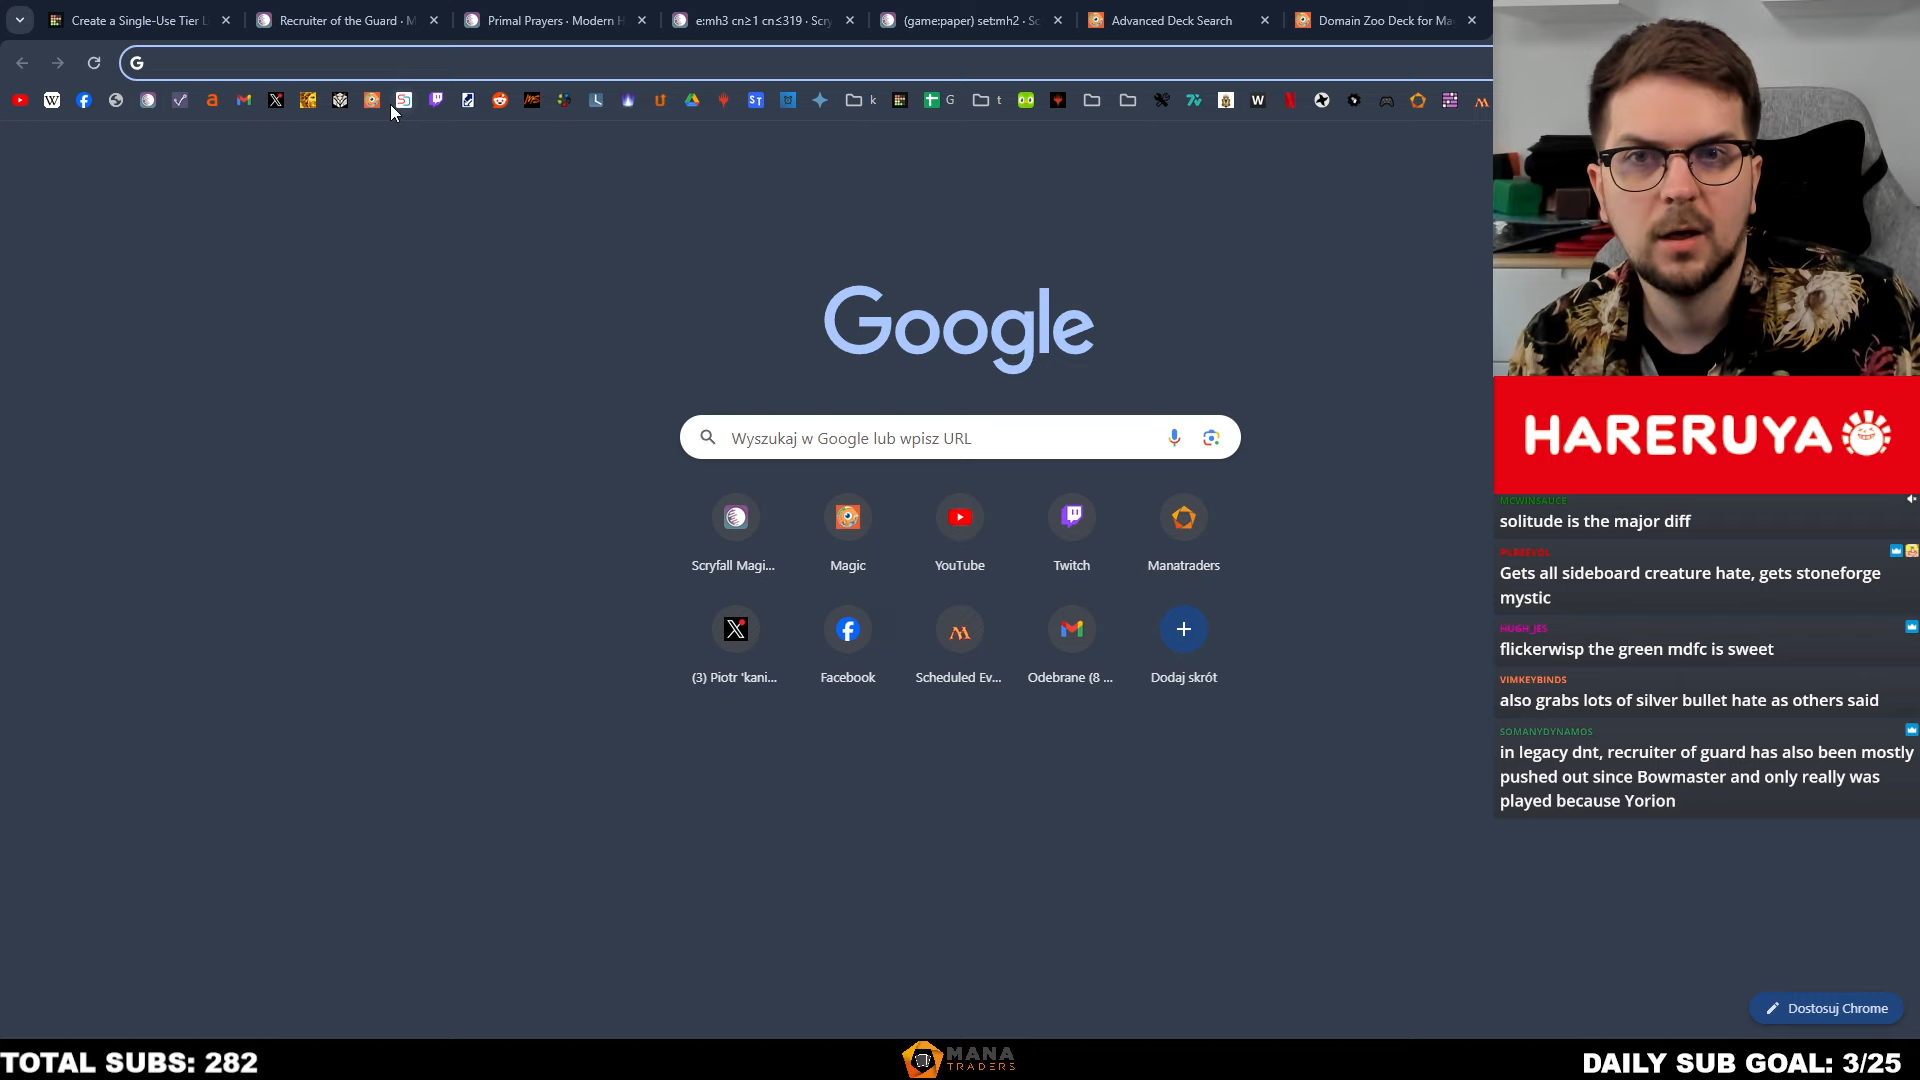 Create a Single-Use Tier L
Recruiter of the Guard · M
Primal Prayers · Modern H
e:mh3 cn≥1 cn≤319 · Scry
(game:paper) set:mh2 · Sc
Advanced Deck Search
Domain Zoo Deck for Ma
k
G
t
Google
Wyszukaj w Google lub wpisz URL
Scryfall Magi...
Magic
YouTube
Twitch
Manatraders
(3) Piotr 'kani...
Facebook
Scheduled Ev...
Odebrane (8 ...
Dodaj skrót
HARERUYA
MCWINSAUCE
solitude is the major diff
Gets all sideboard creature hate, gets stoneforge
mystic
HUGH_JES
flickerwisp the green mdfc is sweet
VIMKEYBINDS
also grabs lots of silver bullet hate as others said
SOMANYDYNAMOS
in legacy dnt, recruiter of guard has also been mostly
pushed out since Bowmaster and only really was
played because Yorion
Dostosuj Chrome
TOTAL SUBS: 282
MANA
TRADERS
DAILY SUB GOAL: 3/25